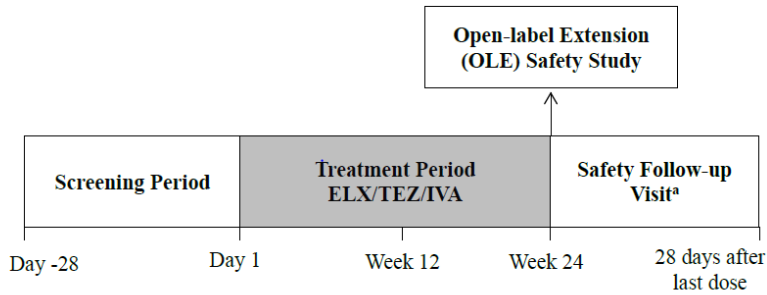 Open-label Extension
(OLE) Safety Study
Screening Period
Treatment Period
ELX/TEZ/IVA
Safety Follow-up
Visitᵃ
Day -28
Day 1
Week 12
Week 24
28 days after
last dose